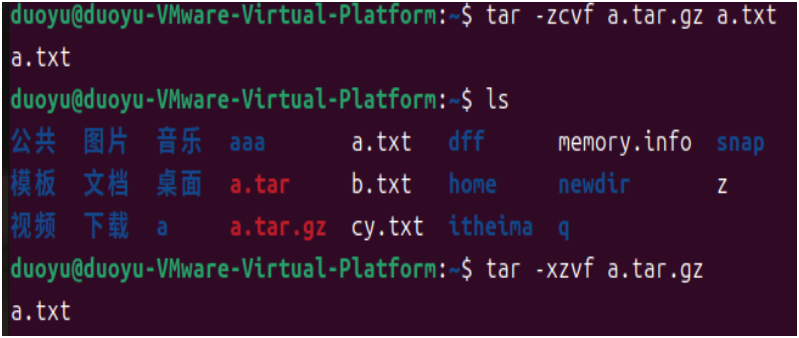 duoyu@duoyu-VMware-Virtual-Platform:~$ tar -zcvf a.tar.gz a.txt
a.txt
duoyu@duoyu-VMware-Virtual-Platform:~$ ls
公共 图片 音乐 aaa a.txt dff memory.info snap
模板 文档 桌面 a.tar b.txt home newdir z
视频 下载 a a.tar.gz cy.txt itheima q
duoyu@duoyu-VMware-Virtual-Platform:~$ tar -xzvf a.tar.gz
a.txt